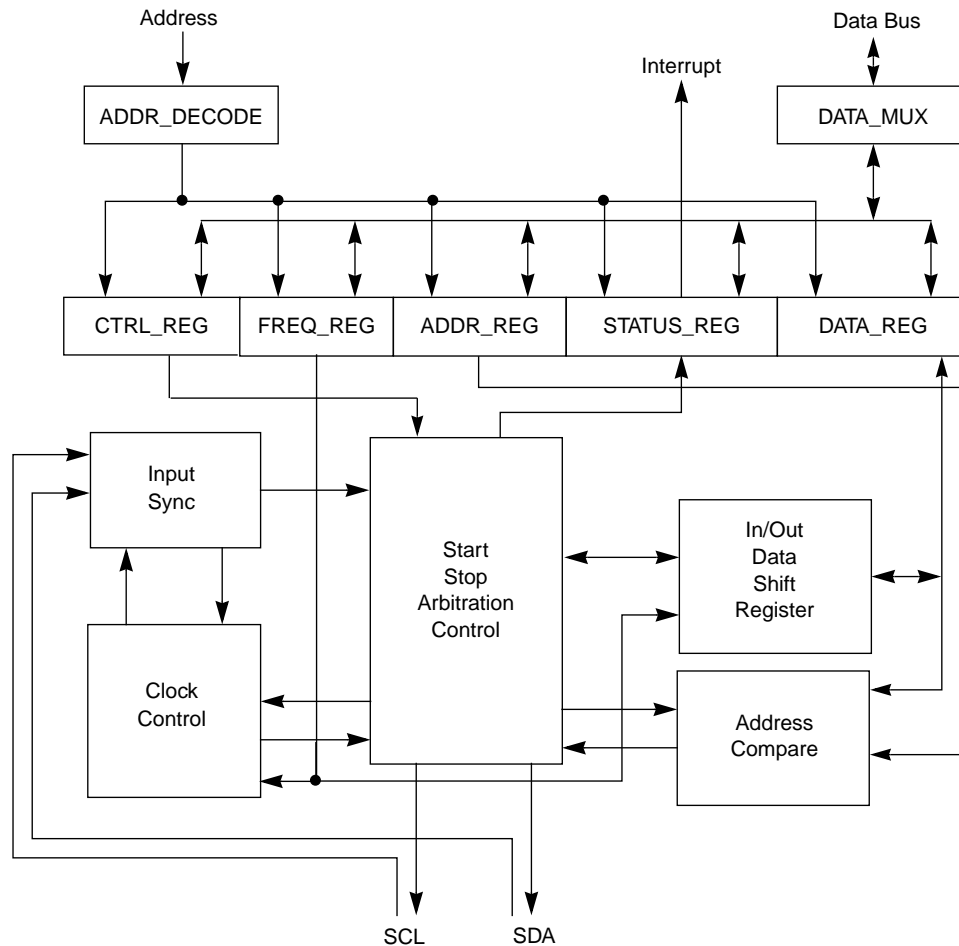 Address
Data Bus
Interrupt
ADDR_DECODE
DATA_MUX
CTRL_REG
FREQ_REG
ADDR_REG
STATUS_REG
DATA_REG
Input
Sync
Start
Stop
Arbitration
Control
In/Out
Data
Shift
Register
Clock
Control
Address
Compare
SCL
SDA